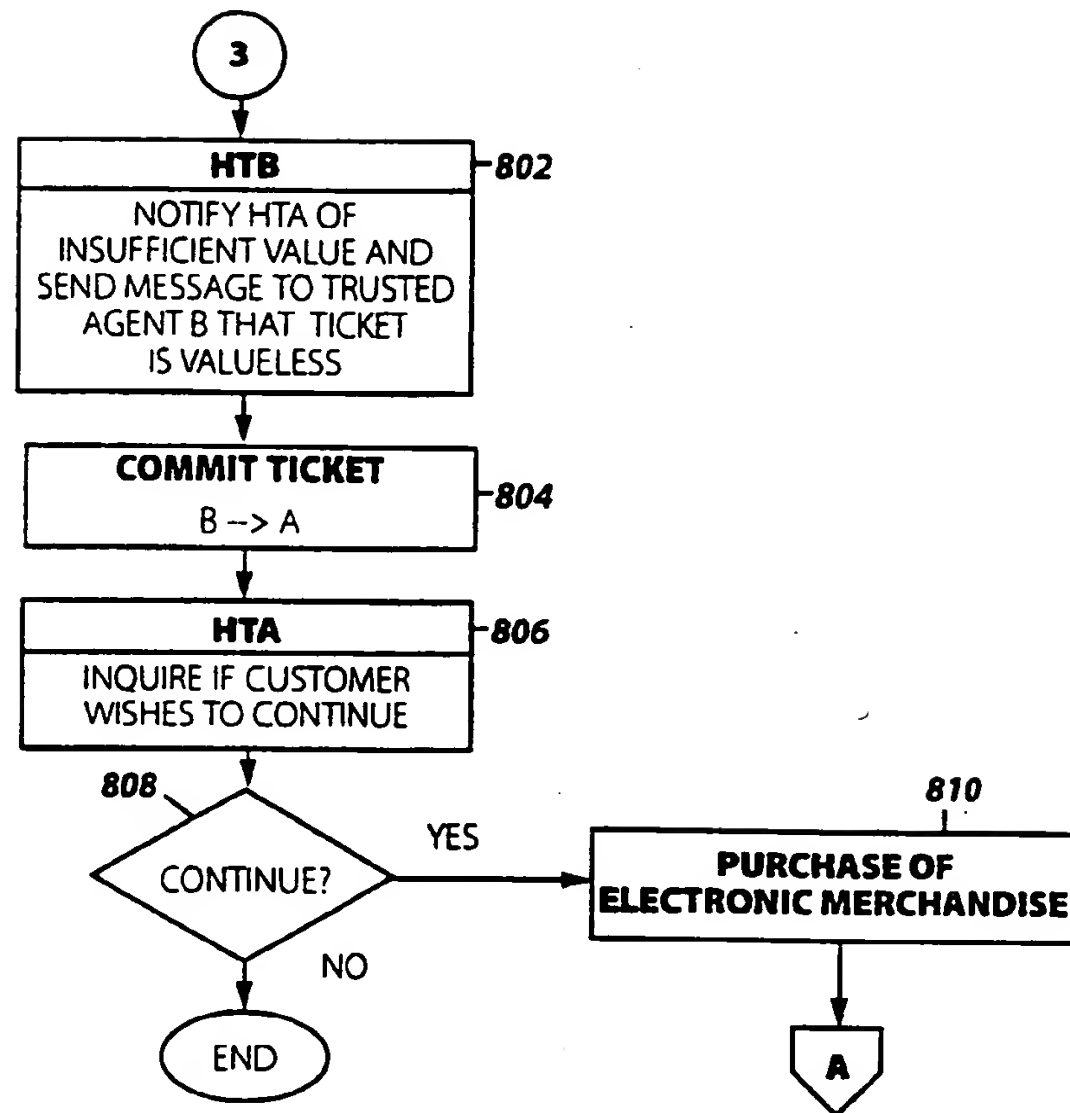 3
HTB
802
NOTIFY HTA OF
INSUFFICIENT VALUE AND
SEND MESSAGE TO TRUSTED
AGENT B THAT TICKET
IS VALUELESS
COMMIT TICKET
804
B --> A
HTA
806
INQUIRE IF CUSTOMER
WISHES TO CONTINUE
808
CONTINUE?
YES
NO
END
810
PURCHASE OF
ELECTRONIC MERCHANDISE
A